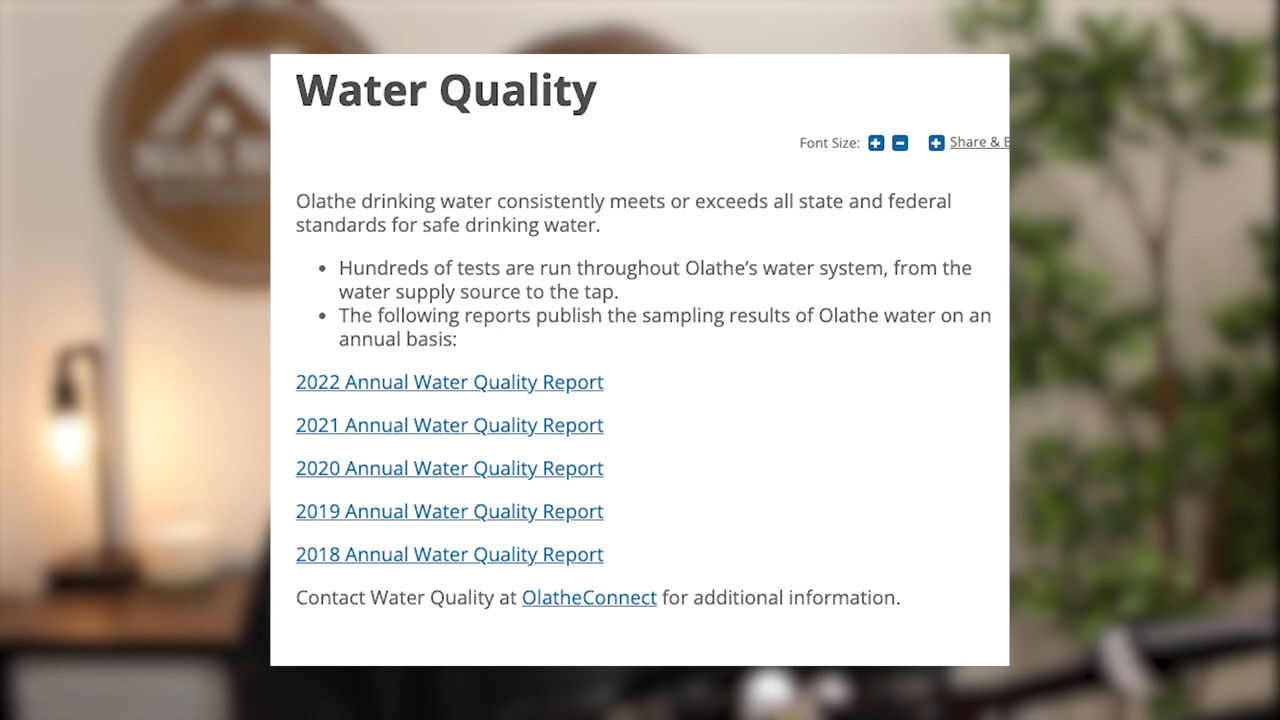 Water Quality
Font Size:
Share &
Olathe drinking water consistently meets or exceeds all state and federal
standards for safe drinking water.
• Hundreds of tests are run throughout Olathe’s water system, from the
water supply source to the tap.
• The following reports publish the sampling results of Olathe water on an
annual basis:
2022 Annual Water Quality Report
2021 Annual Water Quality Report
2020 Annual Water Quality Report
2019 Annual Water Quality Report
2018 Annual Water Quality Report
Contact Water Quality at OlatheConnect for additional information.